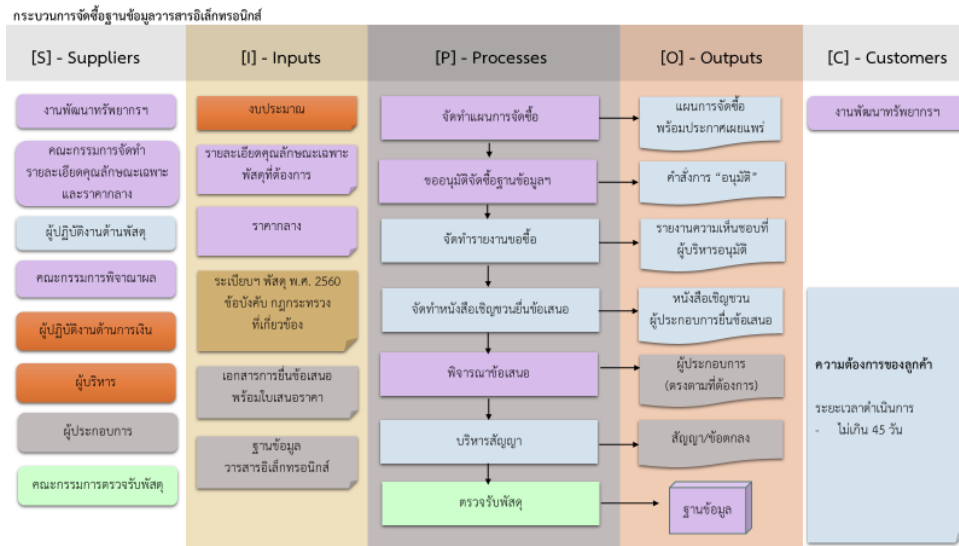 กระบวนการจัดซื้อฐานข้อมูลวารสารอิเล็กทรอนิกส์
[S] - Suppliers
[I] - Inputs
[P] - Processes
[O] - Outputs
[C] - Customers
งานพัฒนาทรัพยากรฯ
คณะกรรมการจัดทำ
รายละเอียดคุณลักษณะเฉพาะ
และราคากลาง
ผู้ปฏิบัติงานด้านพัสดุ
คณะกรรมการพิจาณาผล
ผู้ปฏิบัติงานด้านการเงิน
ผู้บริหาร
ผู้ประกอบการ
คณะกรรมการตรวจรับพัสดุ
งบประมาณ
รายละเอียดคุณลักษณะเฉพาะ
พัสดุที่ต้องการ
ราคากลาง
ระเบียบฯ พัสดุ พ.ศ. 2560
ข้อบังคับ กฎกระทรวง
ที่เกี่ยวข้อง
เอกสารการยื่นข้อเสนอ
พร้อมใบเสนอราคา
ฐานข้อมูล
วารสารอิเล็กทรอนิกส์
จัดทำแผนการจัดซื้อ
ขออนุมัติจัดซื้อฐานข้อมูลฯ
จัดทำรายงานขอซื้อ
จัดทำหนังสือเชิญชวนยื่นข้อเสนอ
พิจารณาข้อเสนอ
บริหารสัญญา
ตรวจรับพัสดุ
แผนการจัดซื้อ
พร้อมประกาศเผยแพร่
คำสั่งการ “อนุมัติ”
รายงานความเห็นชอบที่
ผู้บริหารอนุมัติ
หนังสือเชิญชวน
ผู้ประกอบการยื่นข้อเสนอ
ผู้ประกอบการ
(ตรงตามที่ต้องการ)
สัญญา/ข้อตกลง
ฐานข้อมูล
งานพัฒนาทรัพยากรฯ
ความต้องการของลูกค้า
ระยะเวลาดำเนินการ
- ไม่เกิน 45 วัน